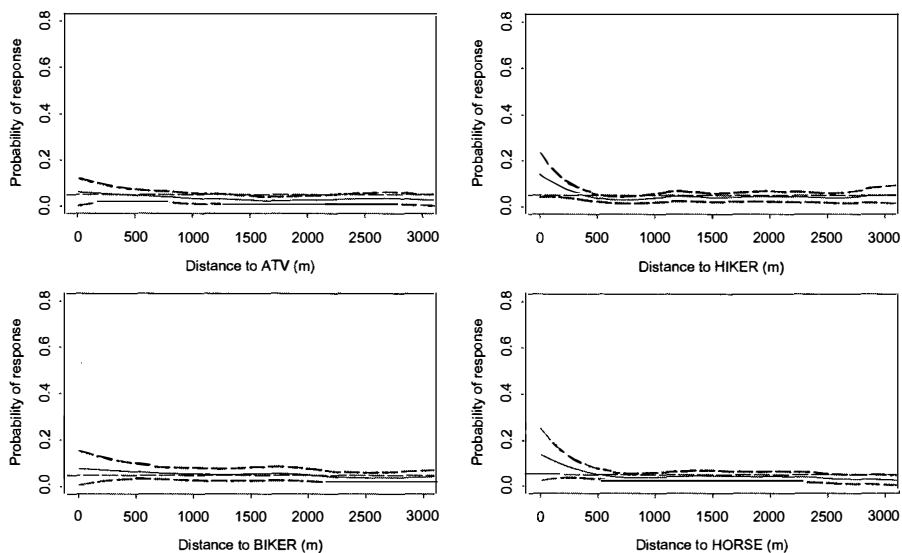 Probability of response
0.0 0.2 0.4 0.6 0.8
0 500 1000 1500 2000 2500 3000
Distance to ATV (m)
Probability of response
0.0 0.2 0.4 0.6 0.8
0 500 1000 1500 2000 2500 3000
Distance to HIKER (m)
Probability of response
0.0 0.2 0.4 0.6 0.8
0 500 1000 1500 2000 2500 3000
Distance to BIKER (m)
Probability of response
0.0 0.2 0.4 0.6 0.8
0 500 1000 1500 2000 2500 3000
Distance to HORSE (m)